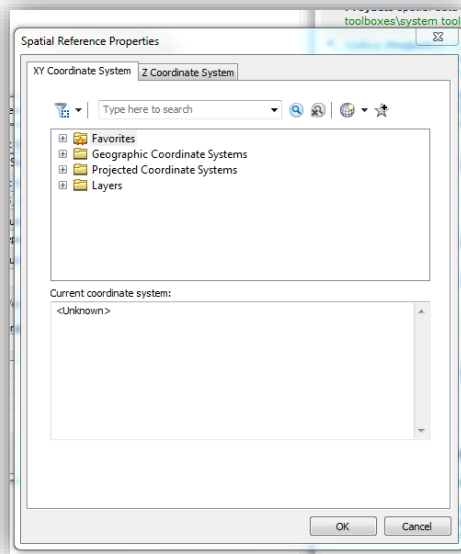 toolboxes\system tool
Spatial Reference Properties
XY Coordinate System
Z Coordinate System
Type here to search
Favorites
Geographic Coordinate Systems
Projected Coordinate Systems
Layers
Current coordinate system:
<Unknown>
OK
Cancel